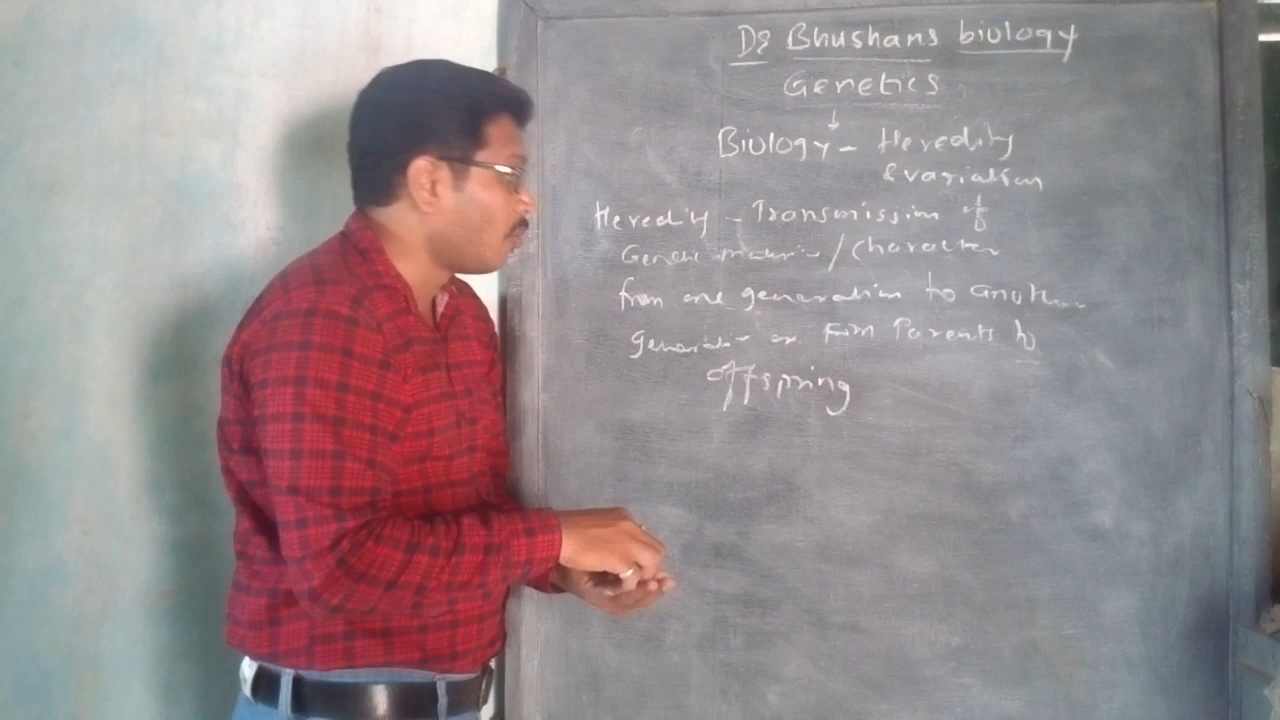 Dr Bhushans biology
Genetics
Biology - Heredity
& variation
Heredity - Transmission of
Genetic material / character
from one generation to another
generation or from Parents to
offspring